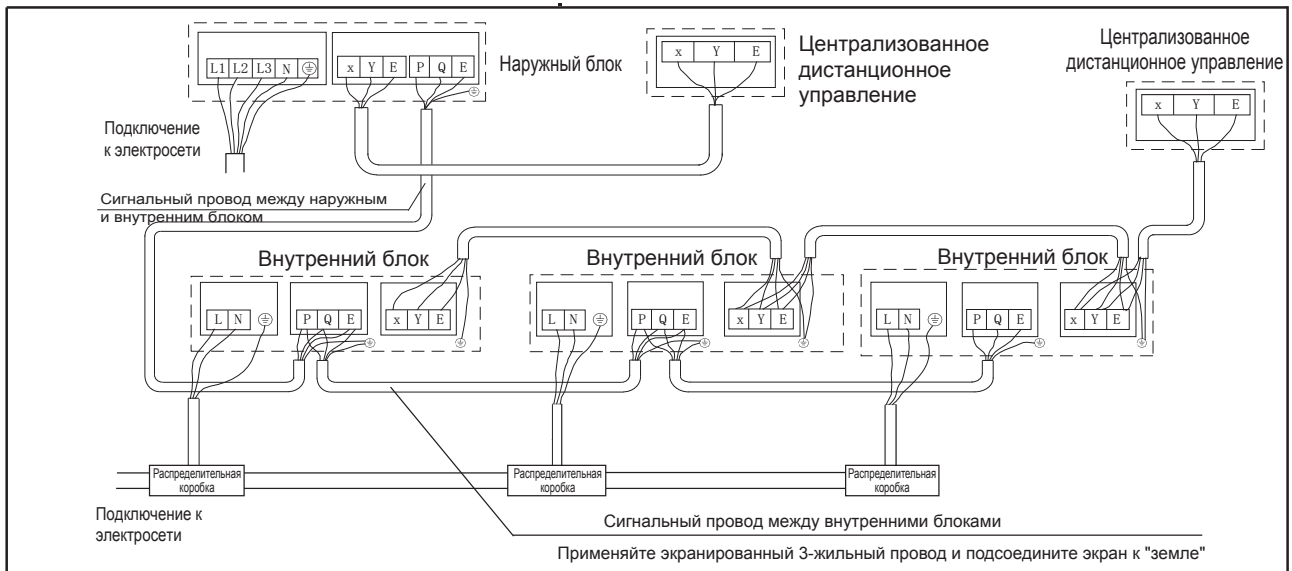 L1 L2 L3 N
x Y E P Q E
Наружный блок
x Y E
Централизованное
дистанционное
управление
Централизованное
дистанционное управление
x Y E
Подключение
к электросети
Сигнальный провод между наружным
и внутренним блоком
Внутренний блок
Внутренний блок
Внутренний блок
L N
P Q E
x Y E
L N
P Q E
x Y E
L N
P Q E
x Y E
Распределительная
коробка
Распределительная
коробка
Распределительная
коробка
Подключение к
электросети
Сигнальный провод между внутренними блоками
Применяйте экранированный 3-жильный провод и подсоедините экран к "земле"